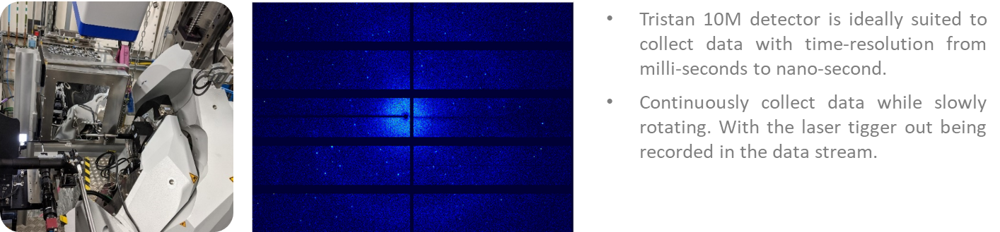 • Tristan 10M detector is ideally suited to
collect data with time-resolution from
milli-seconds to nano-second.
• Continuously collect data while slowly
rotating. With the laser tigger out being
recorded in the data stream.